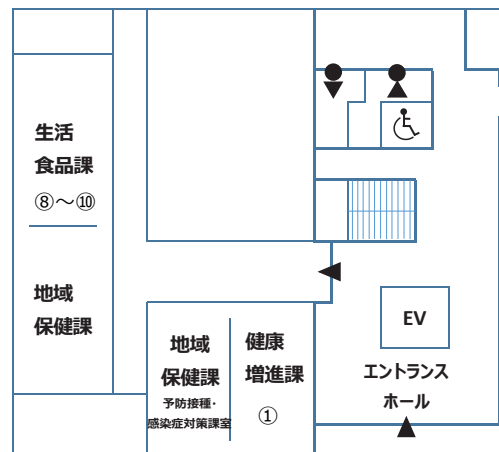 生活
食品課
⑧～⑩
地域
保健課
地域
保健課
予防接種・
感染症対策課室
健康
増進課
①
EV
エントランス
ホール